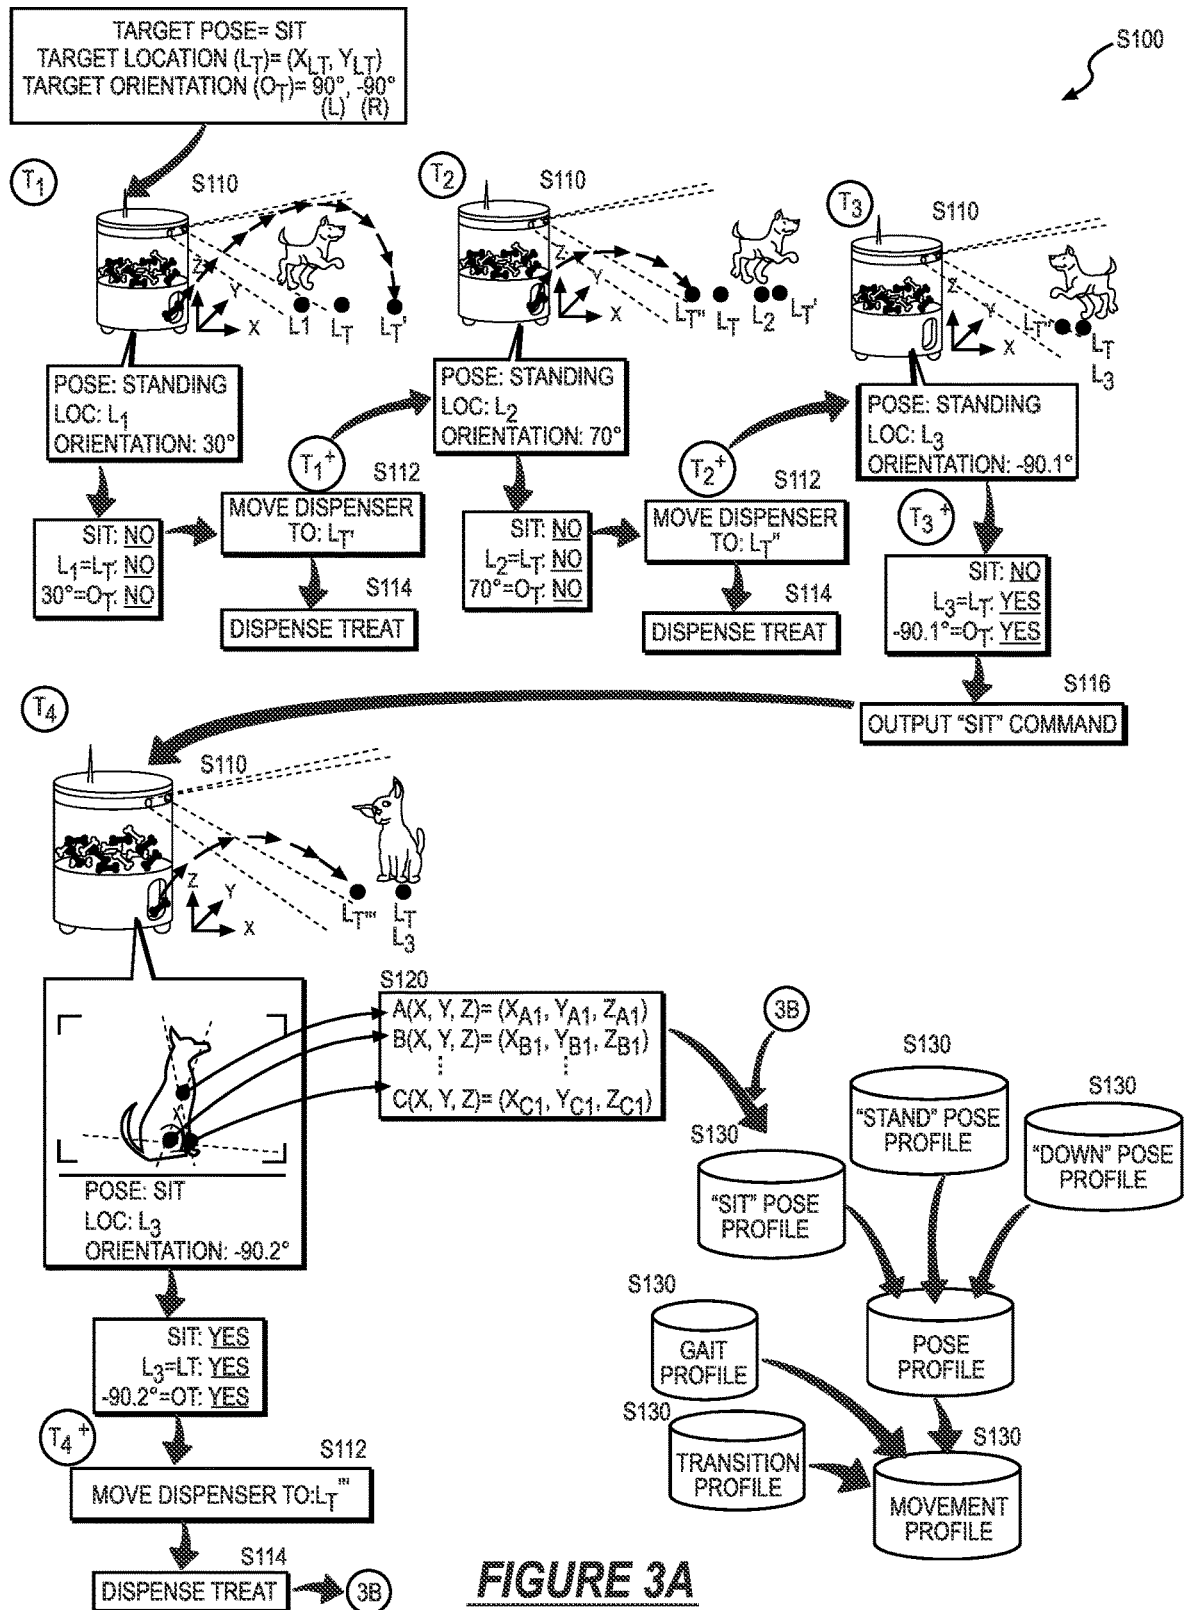 TARGET POSE= SIT
TARGET LOCATION (LT)= (XLT, YLT)
TARGET ORIENTATION (OT)= 90°, -90°
(L) (R)
S100
T1
S110
Z
Y
X
L1
LT
LT'
POSE: STANDING
LOC: L1
ORIENTATION: 30°
SIT: NO
L1=LT: NO
30°=OT: NO
T1+
S112
MOVE DISPENSER
TO: LT'
S114
DISPENSE TREAT
T2
S110
Z
Y
X
LT"
LT
L2
LT'
POSE: STANDING
LOC: L2
ORIENTATION: 70°
SIT: NO
L2=LT: NO
70°=OT: NO
T2+
S112
MOVE DISPENSER
TO: LT"
S114
DISPENSE TREAT
T3
S110
Z
Y
X
LT"
LT
L3
POSE: STANDING
LOC: L3
ORIENTATION: -90.1°
T3+
SIT: NO
L3=LT: YES
-90.1°=OT: YES
S116
OUTPUT “SIT” COMMAND
T4
S110
Z
Y
X
LT'''
LT
L3
POSE: SIT
LOC: L3
ORIENTATION: -90.2°
S120
A(X, Y, Z)= (XA1, YA1, ZA1)
B(X, Y, Z)= (XB1, YB1, ZB1)
⋮ ⋮
C(X, Y, Z)= (XC1, YC1, ZC1)
3B
S130
“SIT” POSE
PROFILE
S130
“STAND” POSE
PROFILE
S130
“DOWN” POSE
PROFILE
POSE
PROFILE
S130
GAIT
PROFILE
S130
TRANSITION
PROFILE
S130
MOVEMENT
PROFILE
SIT: YES
L3=LT: YES
-90.2°=OT: YES
T4+
S112
MOVE DISPENSER TO:LT'''
S114
DISPENSE TREAT
3B
FIGURE 3A